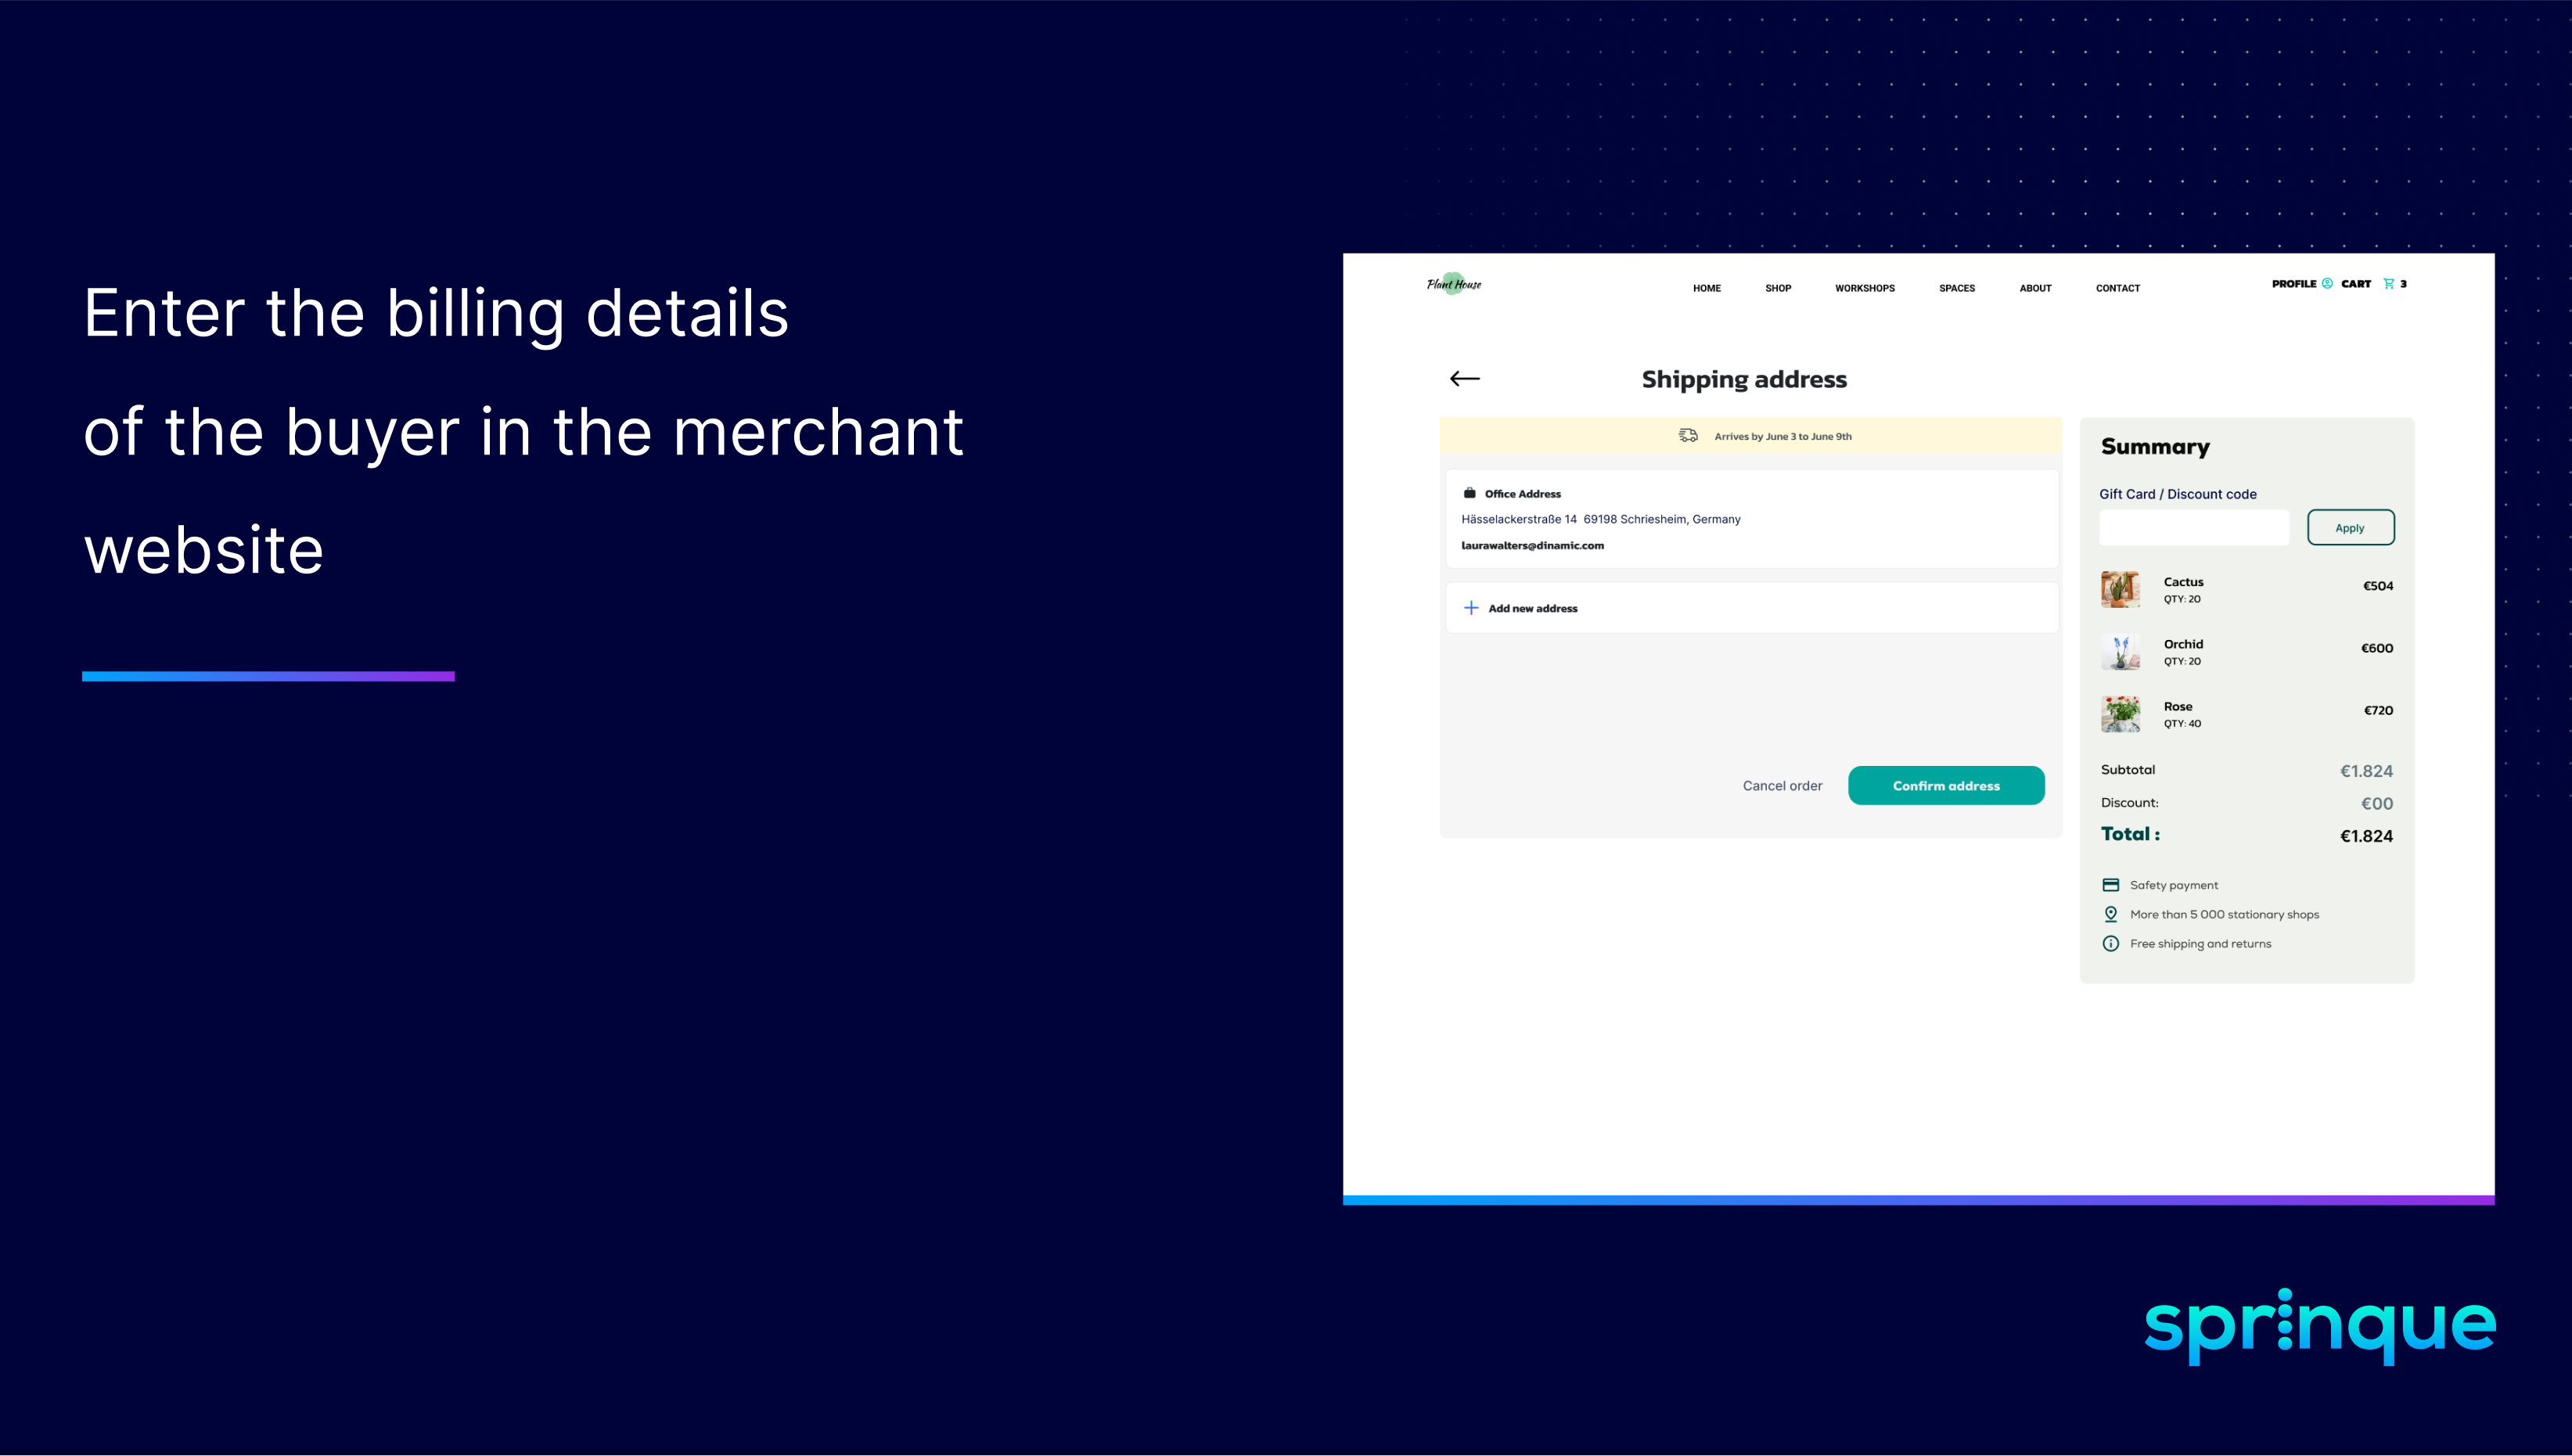 Enter the billing details
of the buyer in the merchant
website
Plant House
HOME SHOP WORKSHOPS SPACES ABOUT CONTACT
PROFILE CART 3
Shipping address
Arrives by June 3 to June 9th
Office Address
Hässelackerstraße 14 69198 Schriesheim, Germany
laurawalters@dinamic.com
Add new address
Cancel order
Confirm address
Summary
Gift Card / Discount code
Apply
Cactus €504
QTY: 20
Orchid €600
QTY: 20
Rose €720
QTY: 40
Subtotal €1.824
Discount: €00
Total : €1.824
Safety payment
More than 5 000 stationary shops
Free shipping and returns
sprinque